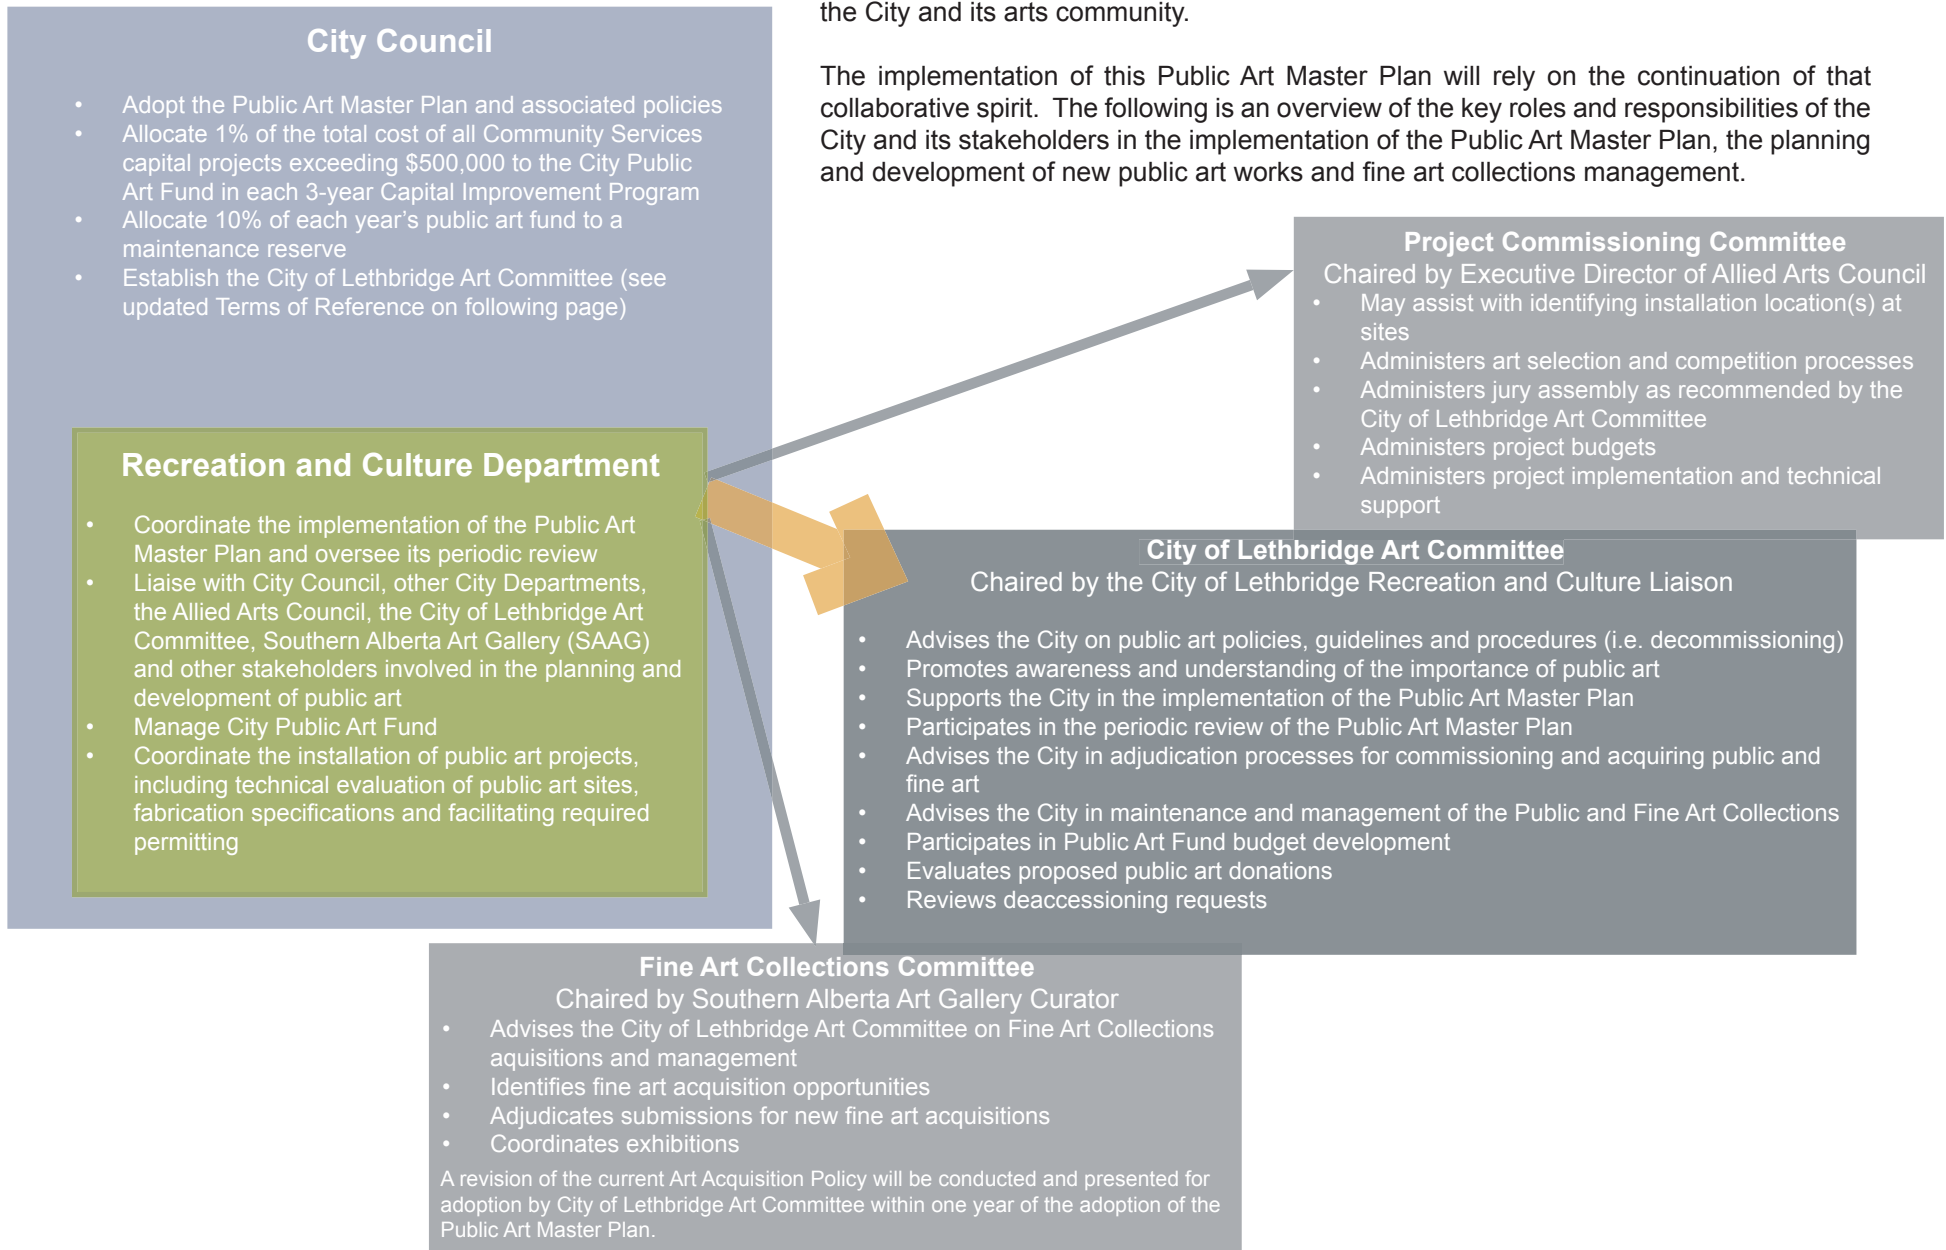 the City and its arts community.
The implementation of this Public Art Master Plan will rely on the continuation of that
collaborative spirit. The following is an overview of the key roles and responsibilities of the
City and its stakeholders in the implementation of the Public Art Master Plan, the planning
and development of new public art works and fine art collections management.
City Council
• Adopt the Public Art Master Plan and associated policies
• Allocate 1% of the total cost of all Community Services
capital projects exceeding $500,000 to the City Public
Art Fund in each 3-year Capital Improvement Program
• Allocate 10% of each year's public art fund to a
maintenance reserve
• Establish the City of Lethbridge Art Committee (see
updated Terms of Reference on following page)
Recreation and Culture Department
• Coordinate the implementation of the Public Art
Master Plan and oversee its periodic review
• Liaise with City Council, other City Departments,
the Allied Arts Council, the City of Lethbridge Art
Committee, Southern Alberta Art Gallery (SAAG)
and other stakeholders involved in the planning and
development of public art
• Manage City Public Art Fund
• Coordinate the installation of public art projects,
including technical evaluation of public art sites,
fabrication specifications and facilitating required
permitting
Project Commissioning Committee
Chaired by Executive Director of Allied Arts Council
• May assist with identifying installation location(s) at
sites
• Administers art selection and competition processes
• Administers jury assembly as recommended by the
City of Lethbridge Art Committee
• Administers project budgets
• Administers project implementation and technical
support
City of Lethbridge Art Committee
Chaired by the City of Lethbridge Recreation and Culture Liaison
• Advises the City on public art policies, guidelines and procedures (i.e. decommissioning)
• Promotes awareness and understanding of the importance of public art
• Supports the City in the implementation of the Public Art Master Plan
• Participates in the periodic review of the Public Art Master Plan
• Advises the City in adjudication processes for commissioning and acquiring public and
fine art
• Advises the City in maintenance and management of the Public and Fine Art Collections
• Participates in Public Art Fund budget development
• Evaluates proposed public art donations
• Reviews deaccessioning requests
Fine Art Collections Committee
Chaired by Southern Alberta Art Gallery Curator
• Advises the City of Lethbridge Art Committee on Fine Art Collections
aquisitions and management
• Identifies fine art acquisition opportunities
• Adjudicates submissions for new fine art acquisitions
• Coordinates exhibitions
A revision of the current Art Acquisition Policy will be conducted and presented for
adoption by City of Lethbridge Art Committee within one year of the adoption of the
Public Art Master Plan.